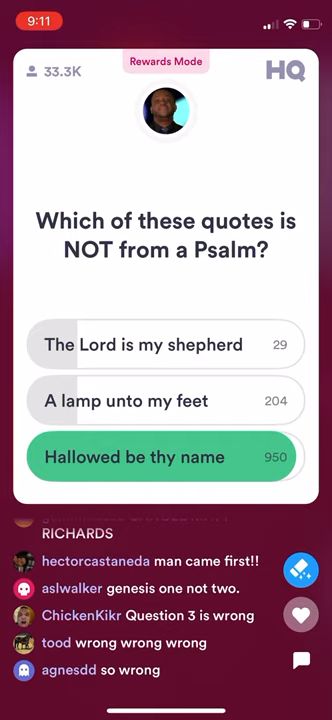 9:11
33.3K
Rewards Mode
HQ
Which of these quotes is
NOT from a Psalm?
The Lord is my shepherd 29
A lamp unto my feet 204
Hallowed be thy name 950
RICHARDS
hectorcastaneda man came first!!
aslwalker genesis one not two.
ChickenKikr Question 3 is wrong
tood wrong wrong wrong
agnesdd so wrong